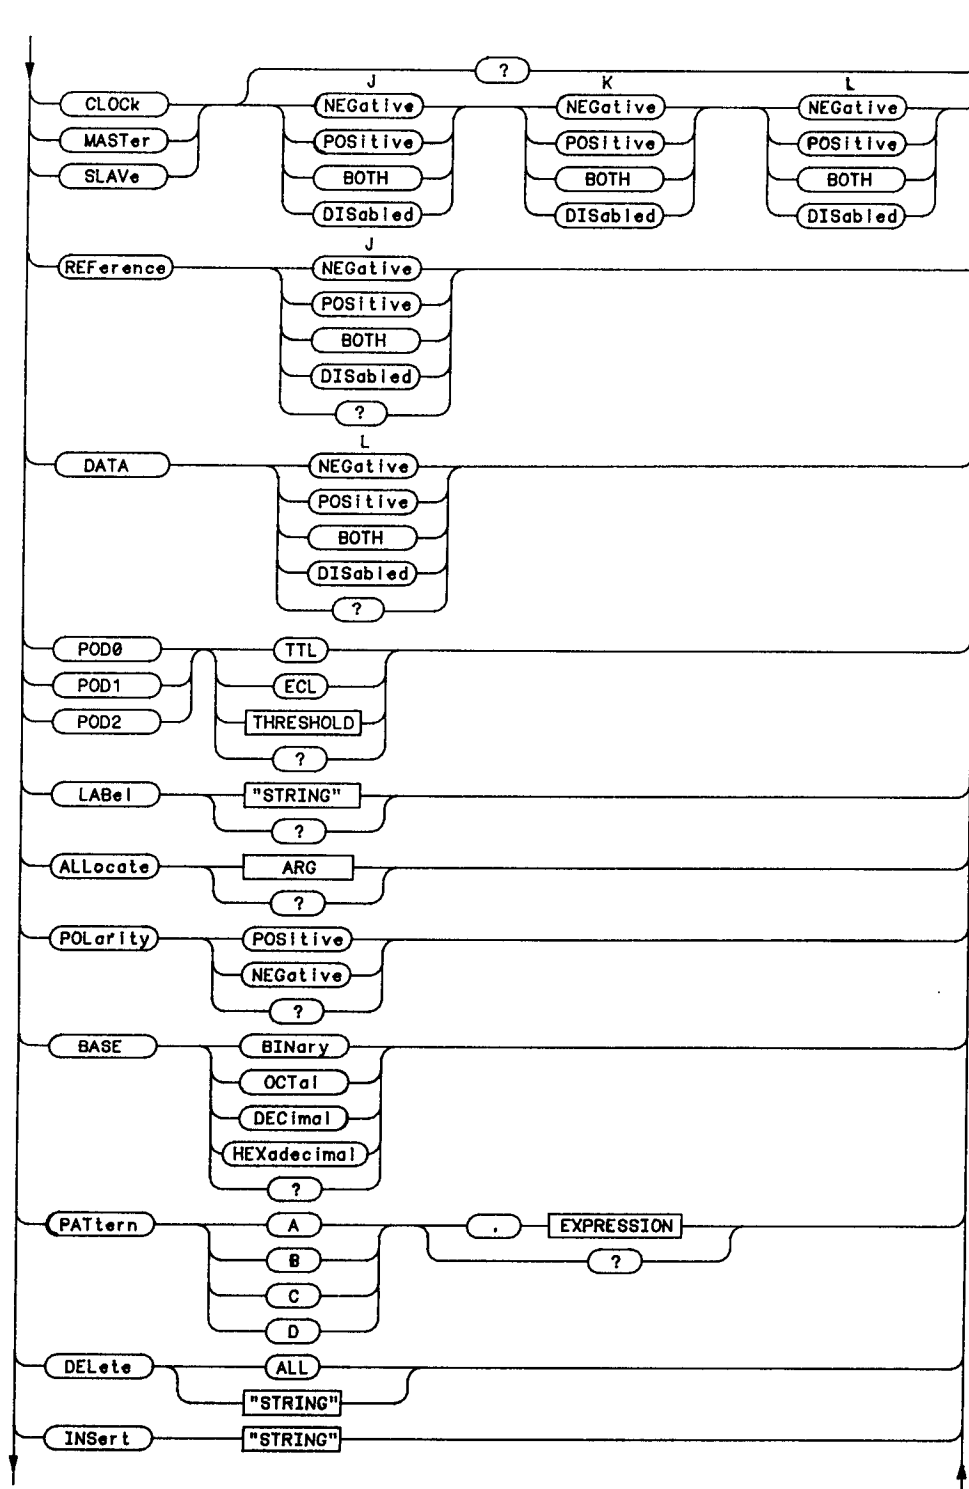 ?
J K L
CLOCk NEGative NEGative NEGative
MASTer POSitive POSitive POSitive
SLAVe BOTH BOTH BOTH
DISabled DISabled DISabled
J
REFerence NEGative
POSitive
BOTH
DISabled
?
L
DATA NEGative
POSitive
BOTH
DISabled
?
POD0 TTL
POD1 ECL
POD2 THRESHOLD
?
LABel "STRING"
?
ALLocate ARG
?
POLarity POSitive
NEGative
?
BASE BINary
OCTal
DECimal
HEXadecimal
?
PATtern A , EXPRESSION
B ?
C
D
DELete ALL
"STRING"
INSert "STRING"